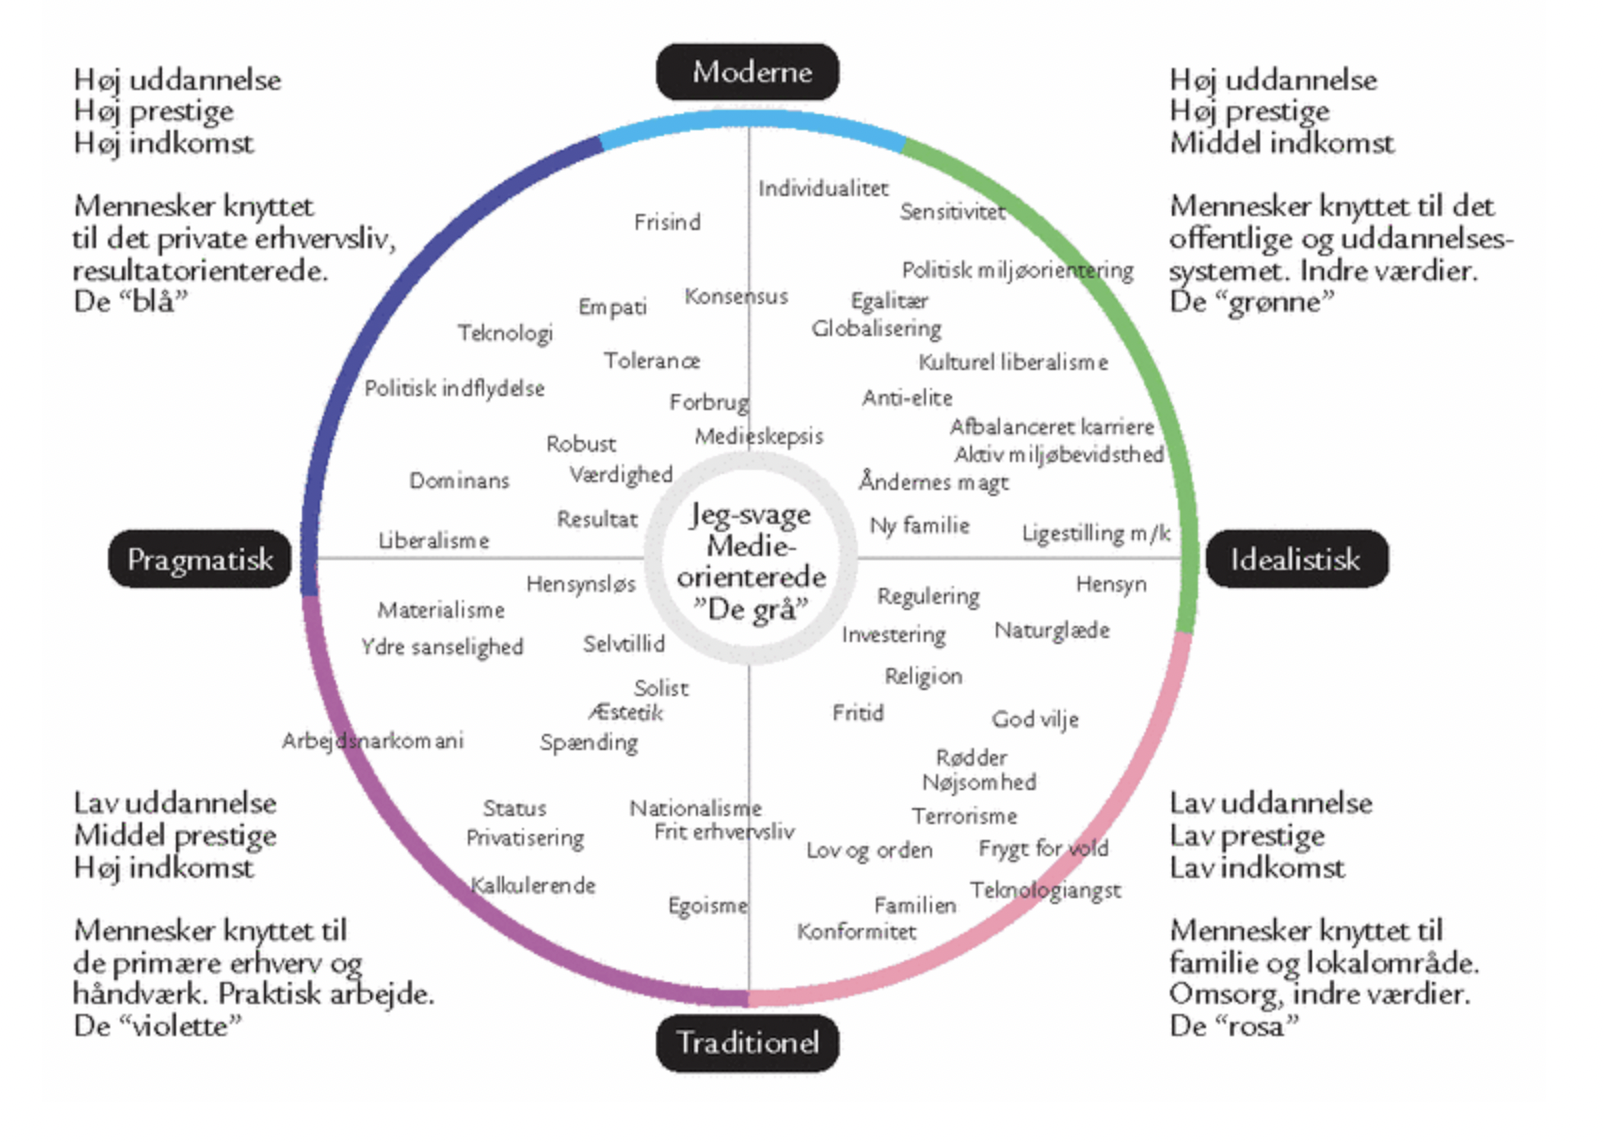 Moderne
Høj uddannelse
Høj prestige
Høj indkomst
Mennesker knyttet
til det private erhvervsliv,
resultatorienterede.
De “blå”
Høj uddannelse
Høj prestige
Middel indkomst
Mennesker knyttet til det
offentlige og uddannelses-
systemet. Indre værdier.
De “grønne”
Individualitet
Sensitivitet
Frisind
Politisk miljøorientering
Konsensus
Egalitær
Empati
Globalisering
Teknologi
Tolerance
Kulturel liberalisme
Politisk indflydelse
Forbrug
Anti-elite
Afbalanceret karriere
Medieskepsis
Robust
Aktiv miljøbevidsthed
Værdighed
Dominans
Åndernes magt
Resultat
Ny familie
Liberalisme
Ligestilling m/k
Jeg-svage
Medie-
orienterede
”De grå”
Pragmatisk
Idealistisk
Hensynsløs
Hensyn
Regulering
Materialisme
Investering
Naturglæde
Ydre sanselighed
Selvtillid
Religion
Solist
Æstetik
Fritid
God vilje
Arbejdsnarkomani
Spænding
Rødder
Nøjsomhed
Status
Nationalisme
Terrorisme
Privatisering
Frit erhvervsliv
Lov og orden
Frygt for vold
Kalkulerende
Teknologiangst
Egoisme
Familien
Konformitet
Lav uddannelse
Middel prestige
Høj indkomst
Mennesker knyttet til
de primære erhverv og
håndværk. Praktisk arbejde.
De “violette”
Lav uddannelse
Lav prestige
Lav indkomst
Mennesker knyttet til
familie og lokalområde.
Omsorg, indre værdier.
De “rosa”
Traditionel